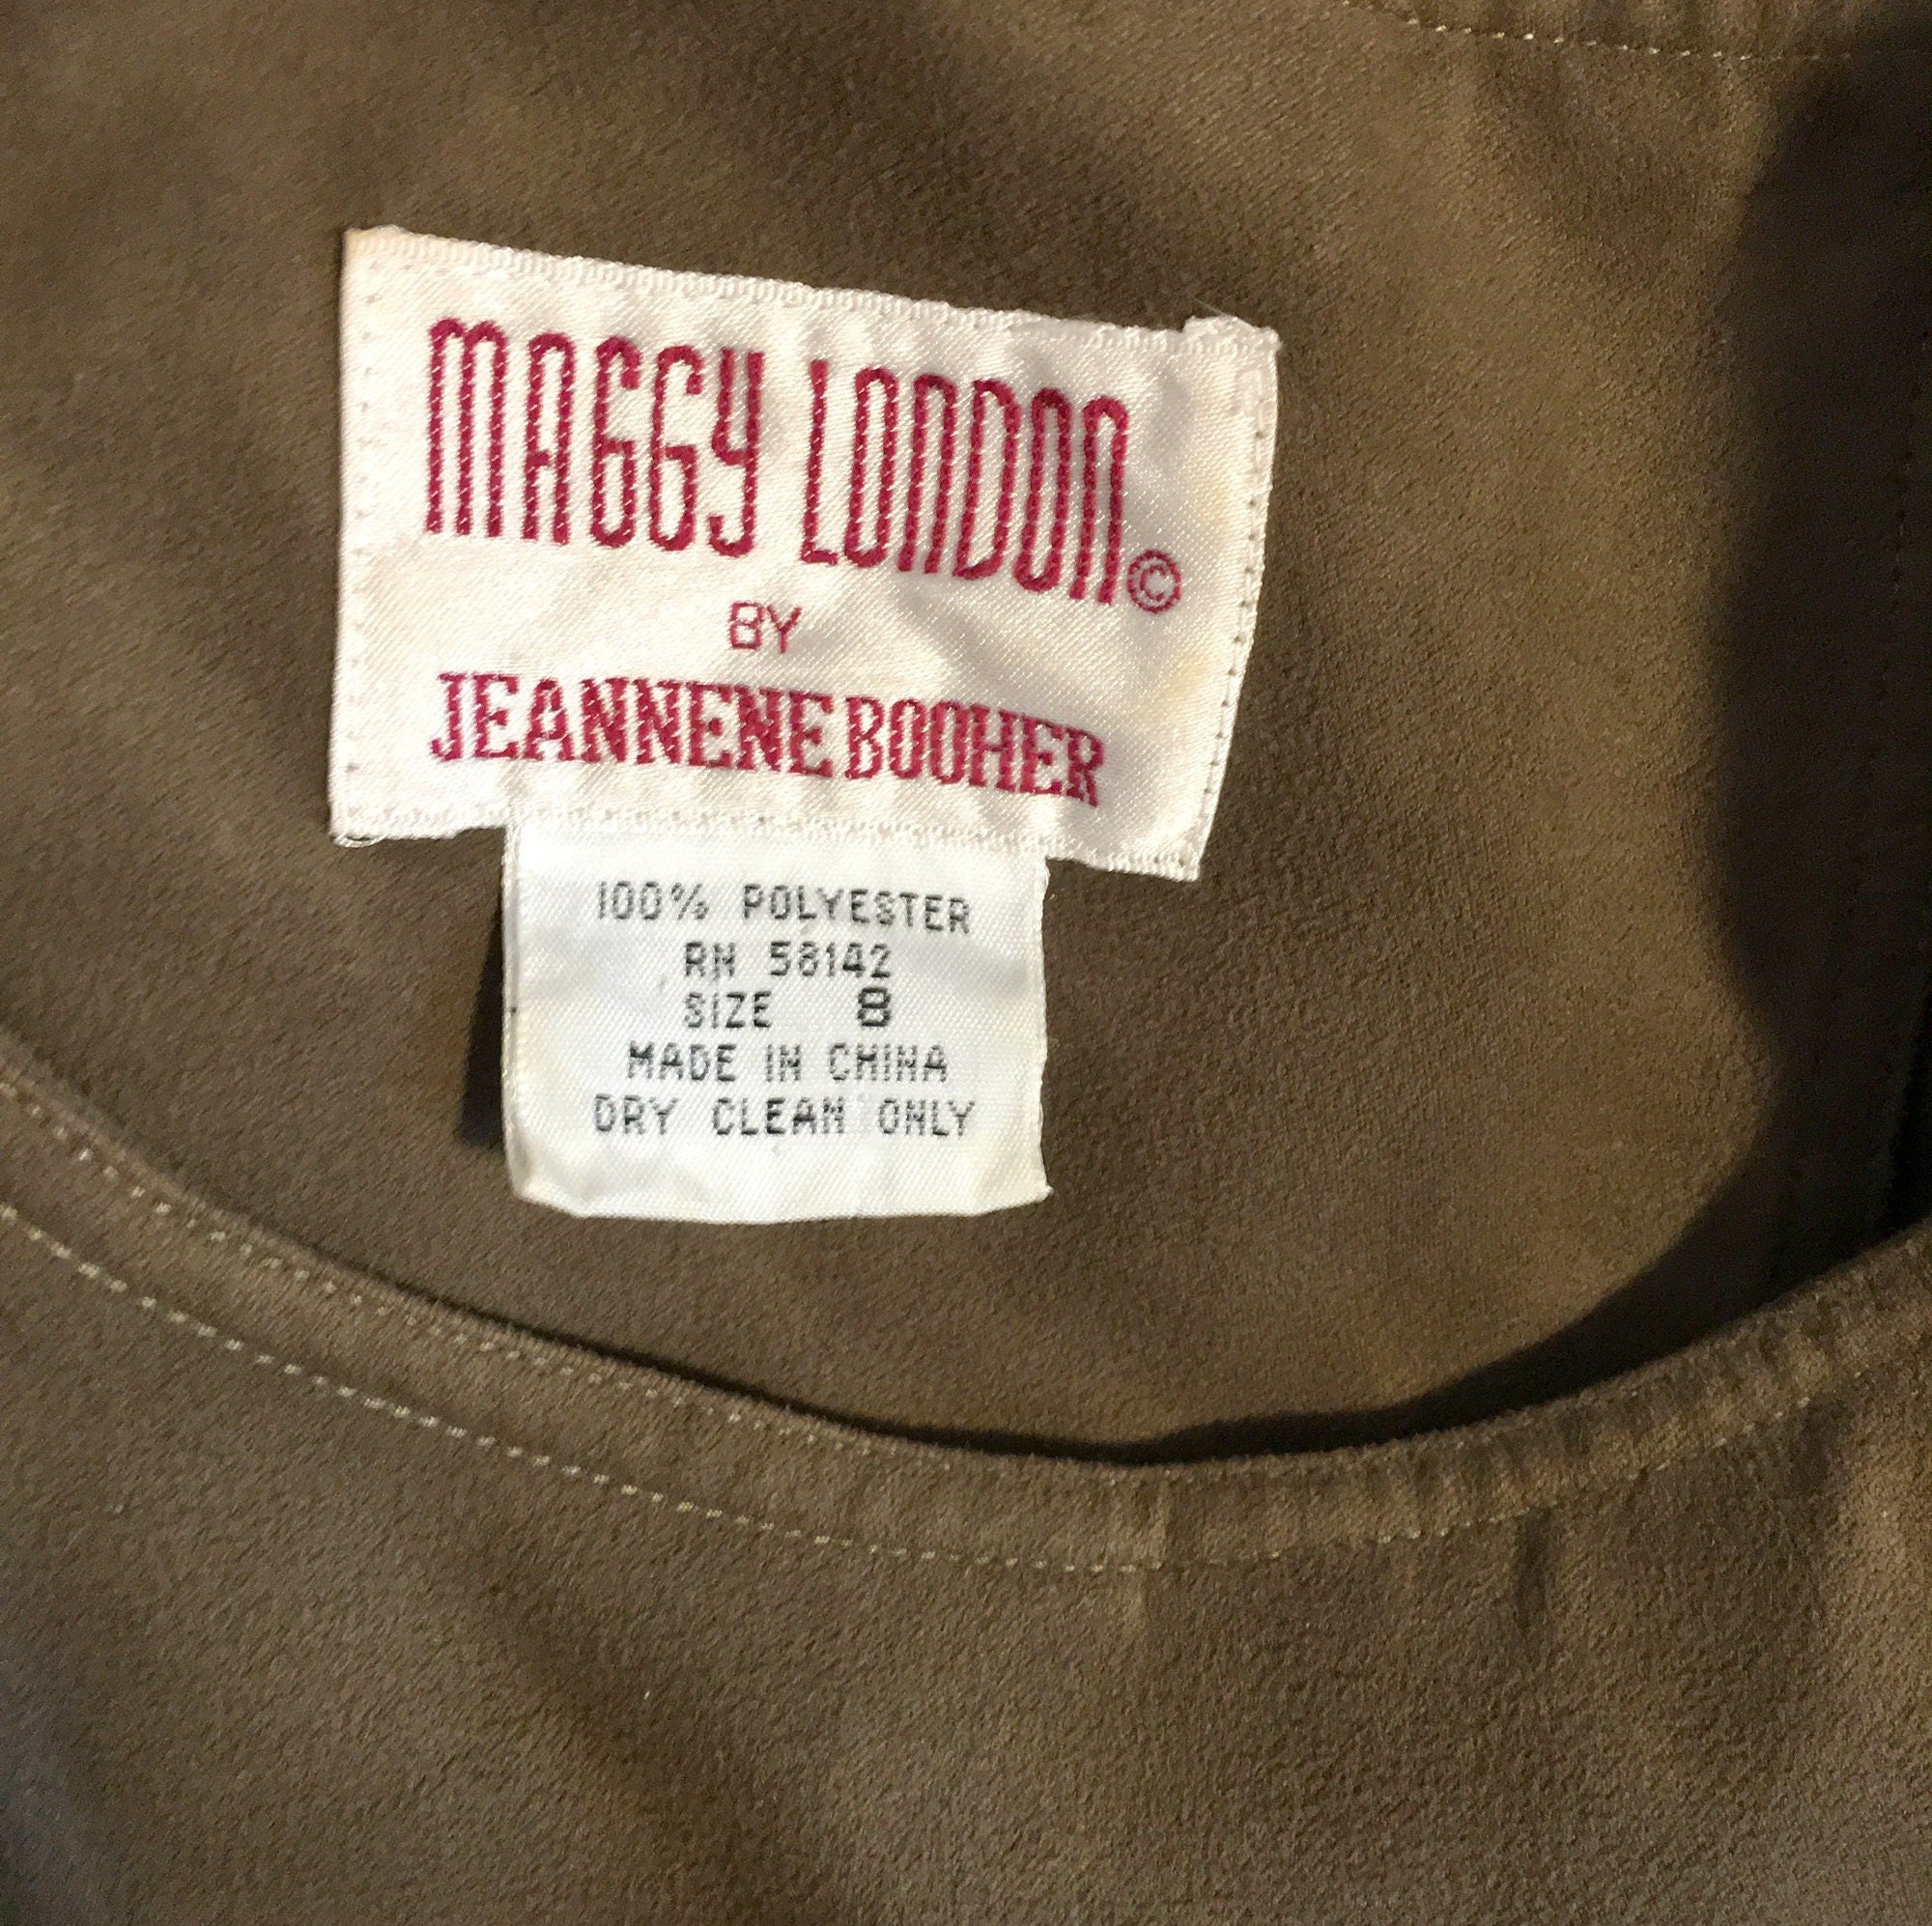 MAGGY LONDON©
BY
JEANNENE BOOHER
100% POLYESTER
RN 58142
SIZE 8
MADE IN CHINA
DRY CLEAN ONLY